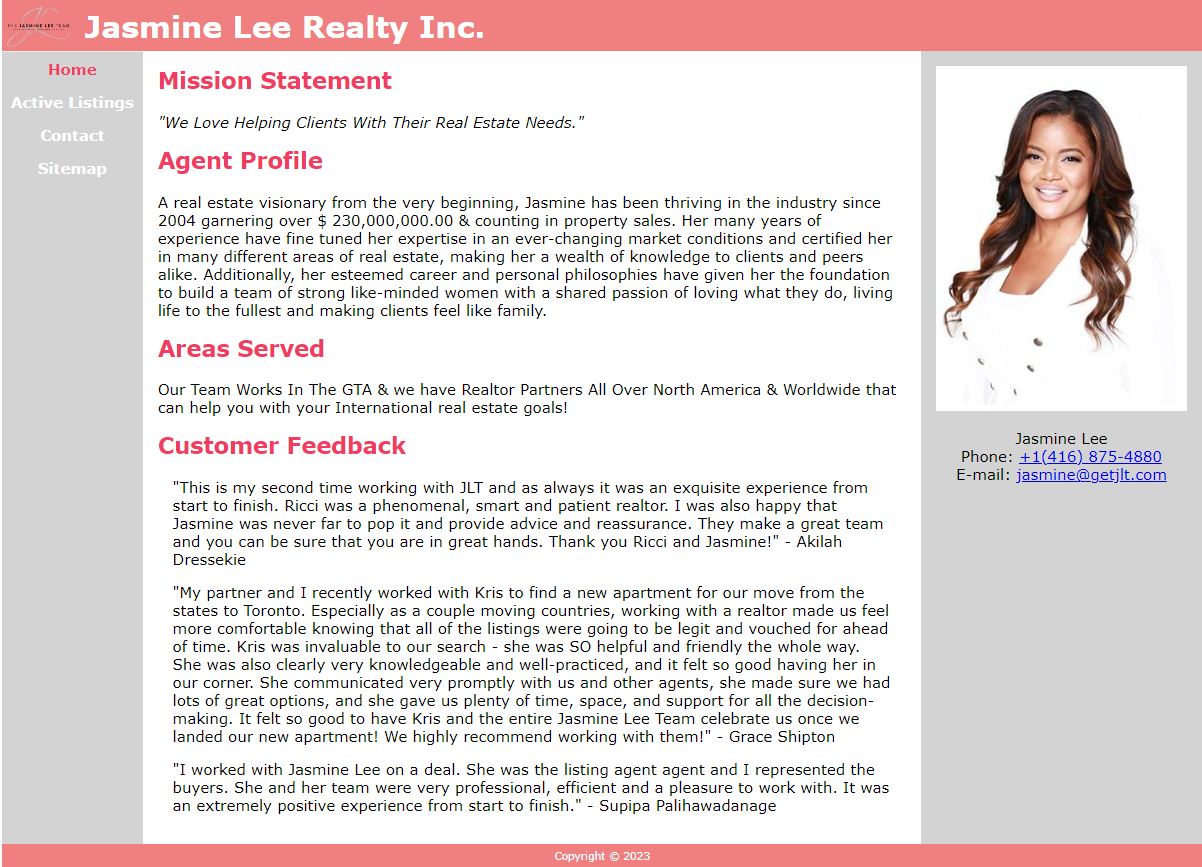 THE JASMINE LEE TEAM
Jasmine Lee Realty Inc.
Home
Active Listings
Contact
Sitemap
Mission Statement
"We Love Helping Clients With Their Real Estate Needs."
Agent Profile
A real estate visionary from the very beginning, Jasmine has been thriving in the industry since
2004 garnering over $ 230,000,000.00 & counting in property sales. Her many years of
experience have fine tuned her expertise in an ever-changing market conditions and certified her
in many different areas of real estate, making her a wealth of knowledge to clients and peers
alike. Additionally, her esteemed career and personal philosophies have given her the foundation
to build a team of strong like-minded women with a shared passion of loving what they do, living
life to the fullest and making clients feel like family.
Areas Served
Our Team Works In The GTA & we have Realtor Partners All Over North America & Worldwide that
can help you with your International real estate goals!
Customer Feedback
"This is my second time working with JLT and as always it was an exquisite experience from
start to finish. Ricci was a phenomenal, smart and patient realtor. I was also happy that
Jasmine was never far to pop it and provide advice and reassurance. They make a great team
and you can be sure that you are in great hands. Thank you Ricci and Jasmine!" - Akilah
Dressekie
"My partner and I recently worked with Kris to find a new apartment for our move from the
states to Toronto. Especially as a couple moving countries, working with a realtor made us feel
more comfortable knowing that all of the listings were going to be legit and vouched for ahead
of time. Kris was invaluable to our search - she was SO helpful and friendly the whole way.
She was also clearly very knowledgeable and well-practiced, and it felt so good having her in
our corner. She communicated very promptly with us and other agents, she made sure we had
lots of great options, and she gave us plenty of time, space, and support for all the decision-
making. It felt so good to have Kris and the entire Jasmine Lee Team celebrate us once we
landed our new apartment! We highly recommend working with them!" - Grace Shipton
"I worked with Jasmine Lee on a deal. She was the listing agent agent and I represented the
buyers. She and her team were very professional, efficient and a pleasure to work with. It was
an extremely positive experience from start to finish." - Supipa Palihawadanage
Jasmine Lee
Phone: +1(416) 875-4880
E-mail: jasmine@getjlt.com
Copyright © 2023